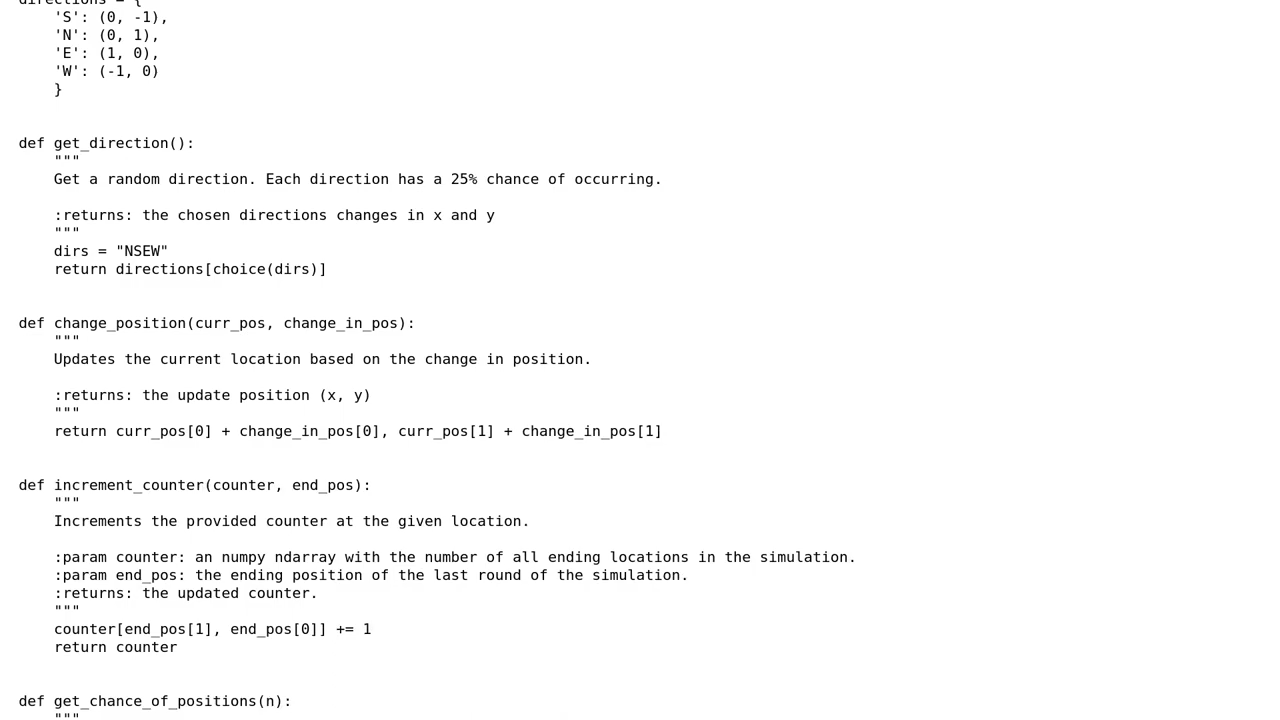 directions = {
    'S': (0, -1),
    'N': (0, 1),
    'E': (1, 0),
    'W': (-1, 0)
    }
def get_direction():
    """
    Get a random direction. Each direction has a 25% chance of occurring.
    :returns: the chosen directions changes in x and y
    """
    dirs = "NSEW"
    return directions[choice(dirs)]
def change_position(curr_pos, change_in_pos):
    """
    Updates the current location based on the change in position.
    :returns: the update position (x, y)
    """
    return curr_pos[0] + change_in_pos[0], curr_pos[1] + change_in_pos[1]
def increment_counter(counter, end_pos):
    """
    Increments the provided counter at the given location.
    :param counter: an numpy ndarray with the number of all ending locations in the simulation.
    :param end_pos: the ending position of the last round of the simulation.
    :returns: the updated counter.
    """
    counter[end_pos[1], end_pos[0]] += 1
    return counter
def get_chance_of_positions(n):
    """